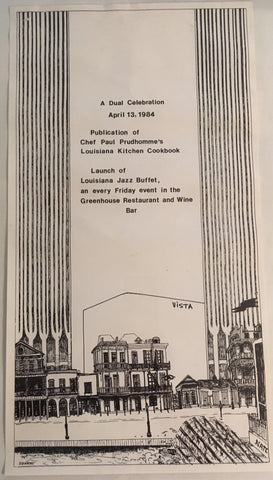 A Dual Celebration
April 13, 1984
Publication of
Chef Paul Prudhomme's
Louisiana Kitchen Cookbook
Launch of
Louisiana Jazz Buffet,
an every Friday event in the
Greenhouse Restaurant and Wine
Bar
VISTA